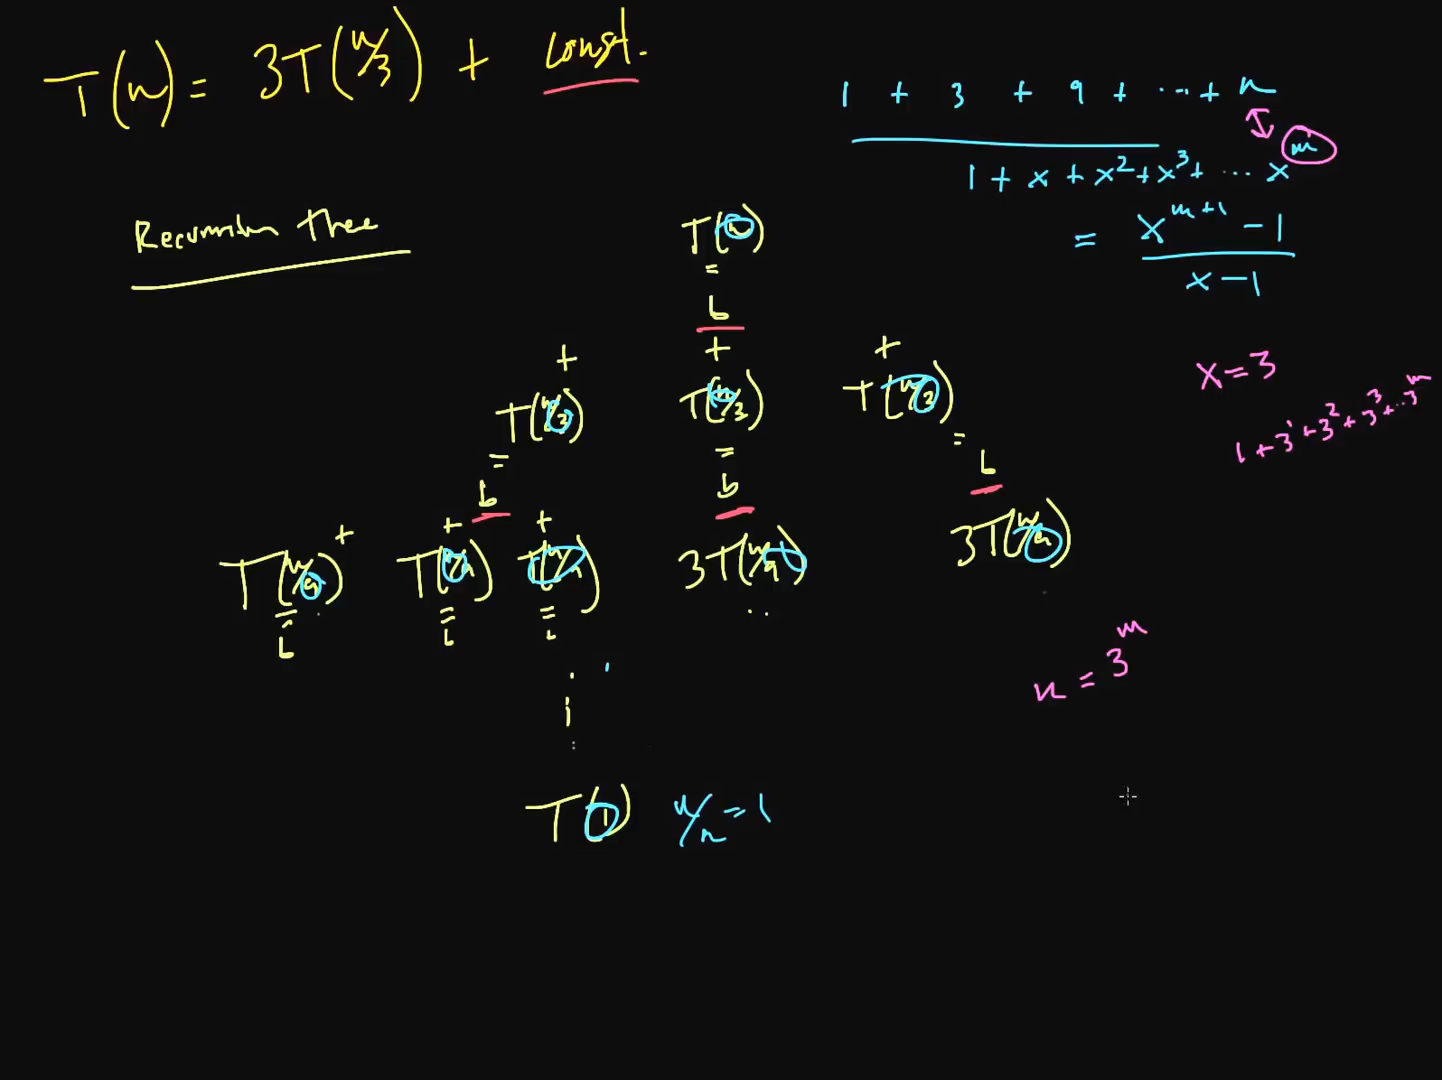 T(n) = 3T(n/3) + const.
1 + 3 + 9 + ... + n
1 + x + x² + x³ + ... x^m
= (x^(m+1) - 1) / (x - 1)
Recursion Tree
T(n)
=
b
+ + +
T(n/3) T(n/3) T(n/3)
= = =
b b b
+ + +
T(n/9) T(n/9) T(n/9) 3T(n/9) 3T(n/9)
= = = ..
b b b
x = 3
1 + 3¹ + 3² + 3³ + .. 3^m
n = 3^m
T(1) n/n = 1